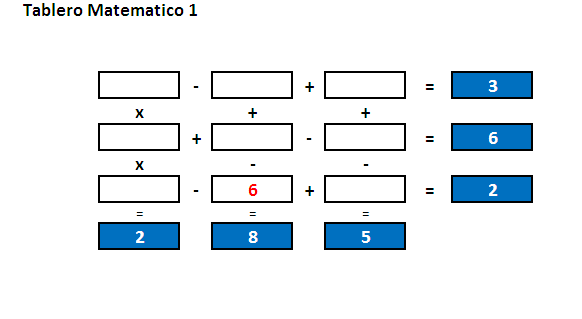 Tablero Matematico 1
- + = 3
x + +
+ - = 6
x - -
- 6 + = 2
= = =
2 8 5